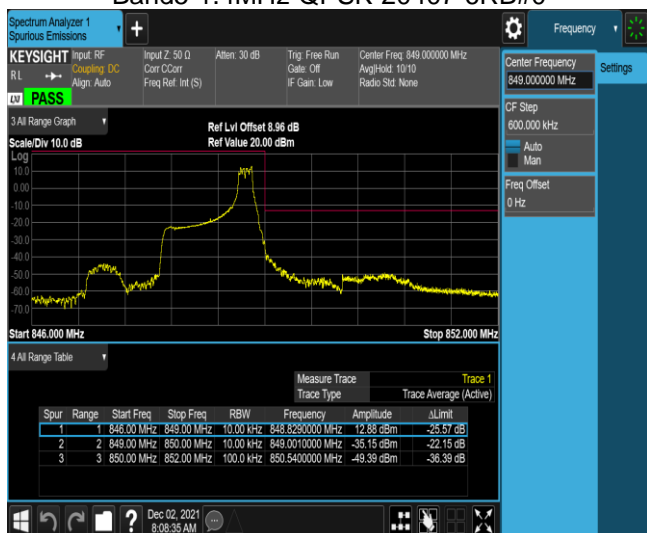 Spectrum Analyzer 1
Spurious Emissions
Frequency
KEYSIGHT
RL
Input: RF
Coupling: DC
Align: Auto
Input Z: 50 Ω
Corr CCorr
Freq Ref: Int (S)
Atten: 30 dB
Trig: Free Run
Gate: Off
IF Gain: Low
Center Freq: 849.000000 MHz
Avg|Hold: 10/10
Radio Std: None
PASS
Center Frequency
849.000000 MHz
Settings
CF Step
600.000 kHz
Auto
Man
Freq Offset
0 Hz
3 All Range Graph
Ref Lvl Offset 8.96 dB
Scale/Div 10.0 dB
Ref Value 20.00 dBm
Log
10.0
0.00
-10.0
-20.0
-30.0
-40.0
-50.0
-60.0
-70.0
Start 846.000 MHz
Stop 852.000 MHz
4 All Range Table
Measure Trace Trace 1
Trace Type Trace Average (Active)
Spur Range Start Freq Stop Freq RBW Frequency Amplitude ΔLimit
1 1 846.00 MHz 849.00 MHz 10.00 kHz 848.8290000 MHz 12.88 dBm -25.57 dB
2 2 849.00 MHz 850.00 MHz 10.00 kHz 849.0010000 MHz -35.15 dBm -22.15 dB
3 3 850.00 MHz 852.00 MHz 100.0 kHz 850.5400000 MHz -49.39 dBm -36.39 dB
?
Dec 02, 2021
8:08:35 AM